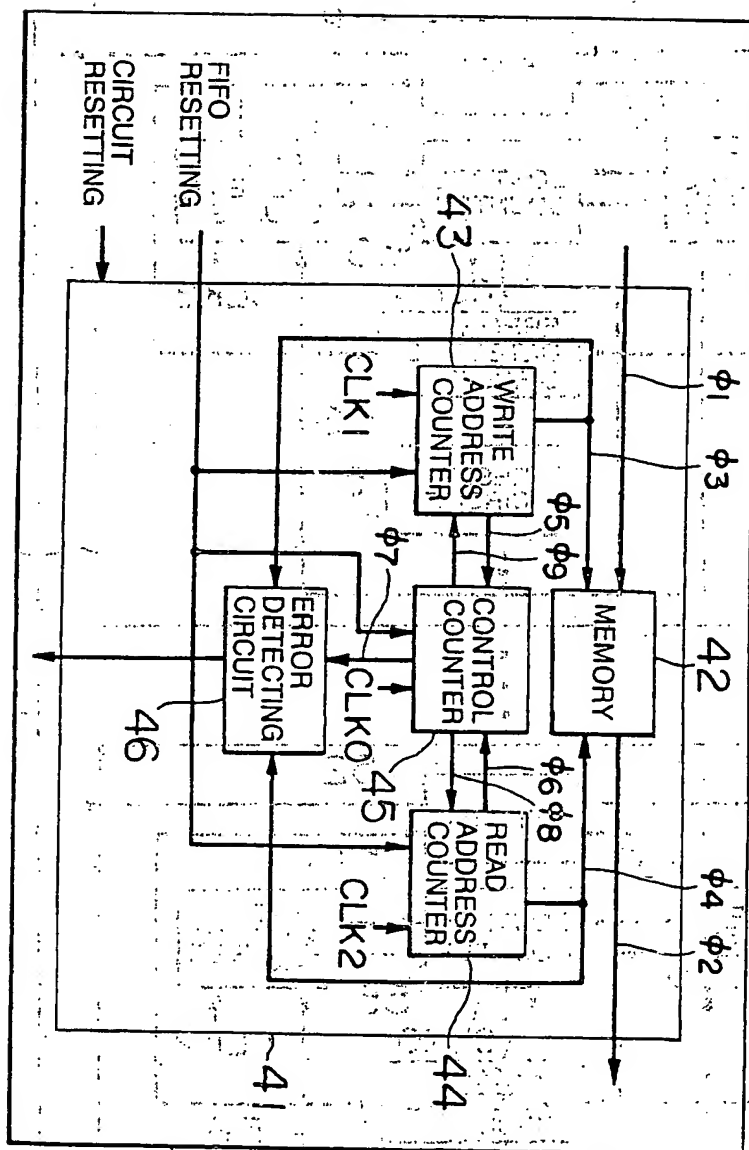 φ1
φ3
42
MEMORY
φ4
φ2
43
WRITE
ADDRESS
COUNTER
φ5
φ9
CONTROL
COUNTER
φ6
φ8
READ
ADDRESS
COUNTER
CLK1
φ7
CLK0
45
CLK2
44
ERROR
DETECTING
CIRCUIT
46
41
FIFO
RESETTING
CIRCUIT
RESETTING